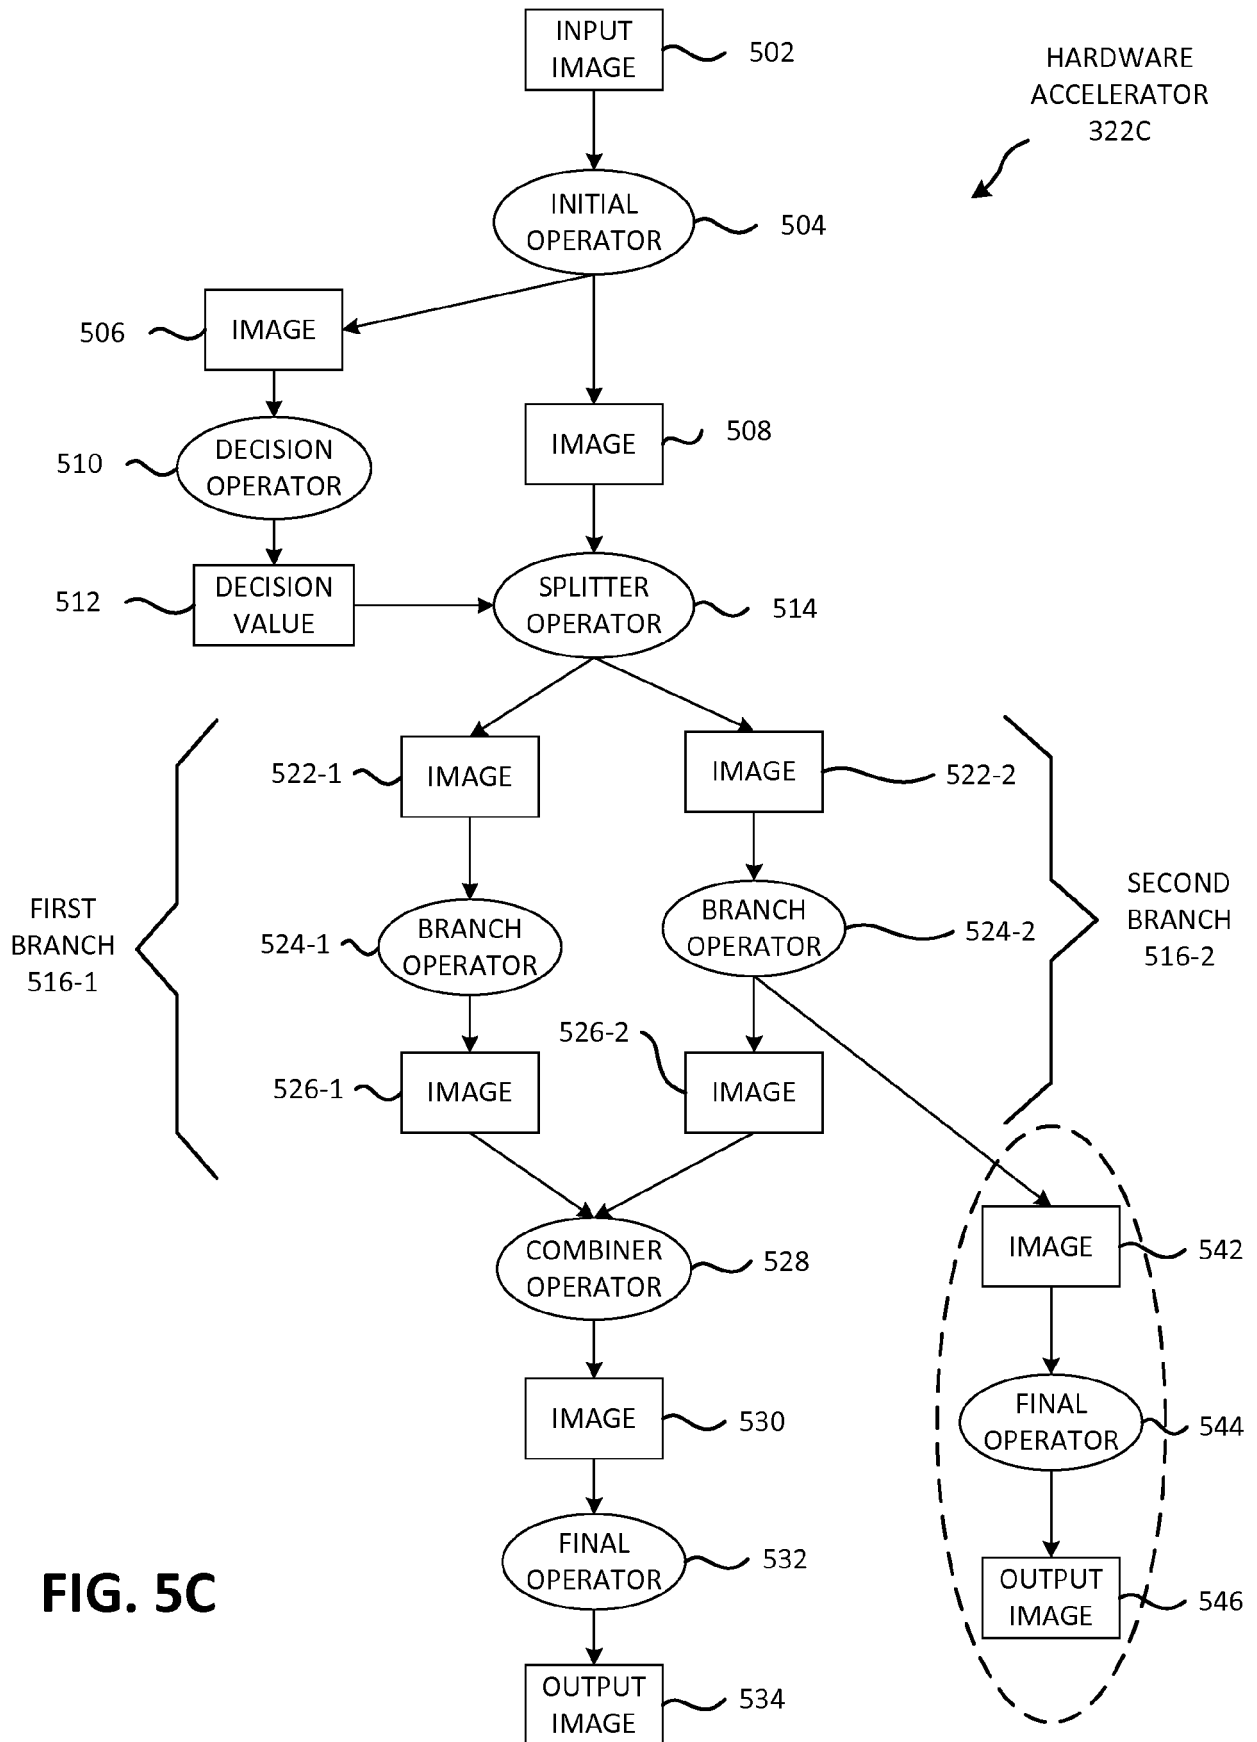 INPUT
IMAGE
502
HARDWARE
ACCELERATOR
322C
INITIAL
OPERATOR
504
506
IMAGE
IMAGE
508
510
DECISION
OPERATOR
512
DECISION
VALUE
SPLITTER
OPERATOR
514
522-1
IMAGE
IMAGE
522-2
FIRST
BRANCH
516-1
524-1
BRANCH
OPERATOR
BRANCH
OPERATOR
524-2
SECOND
BRANCH
516-2
526-1
IMAGE
526-2
IMAGE
COMBINER
OPERATOR
528
IMAGE
542
IMAGE
530
FINAL
OPERATOR
544
FINAL
OPERATOR
532
OUTPUT
IMAGE
546
OUTPUT
IMAGE
534
FIG. 5C